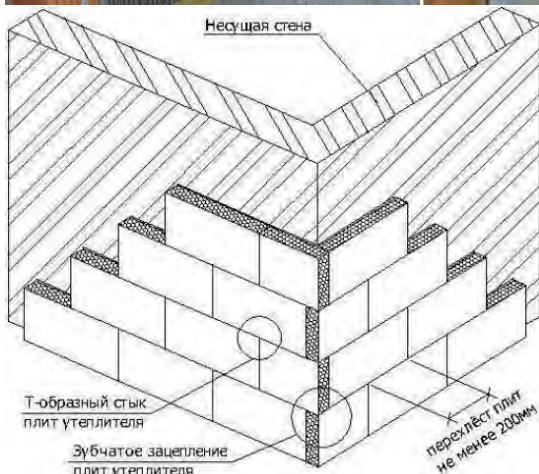 Несущая стена
Т-образный стык
плит утеплителя
Зубчатое зацепление
плит утеплителя
перехлёст плит
не менее 200мм